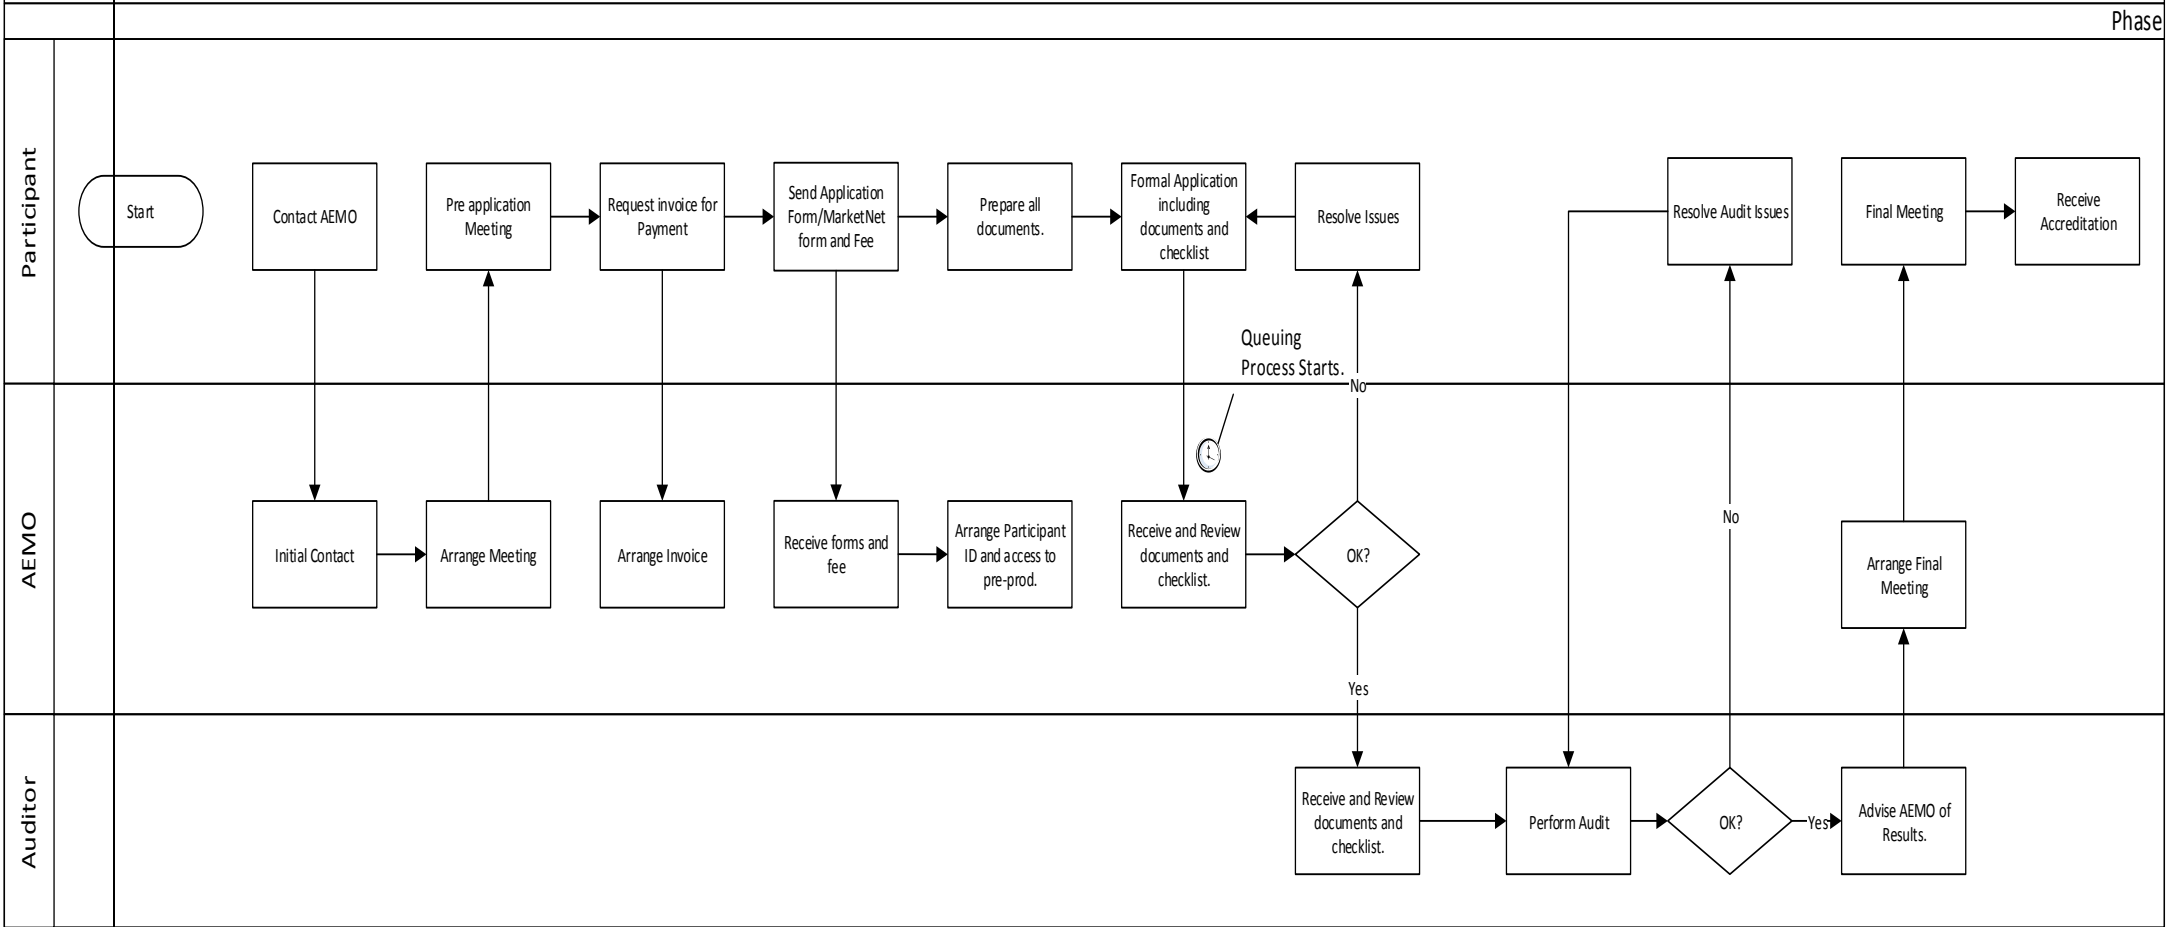 Phase
Participant
Start
Contact AEMO
Pre application
Meeting
Request invoice for
Payment
Send Application
Form/MarketNet
form and Fee
Prepare all
documents.
Formal Application
including
documents and
checklist
Resolve Issues
Resolve Audit Issues
Final Meeting
Receive
Accreditation
Queuing
Process Starts.
No
AEMO
Initial Contact
Arrange Meeting
Arrange Invoice
Receive forms and
fee
Arrange Participant
ID and access to
pre-prod.
Receive and Review
documents and
checklist.
OK?
No
Arrange Final
Meeting
Yes
Auditor
Receive and Review
documents and
checklist.
Perform Audit
OK?
Yes
Advise AEMO of
Results.